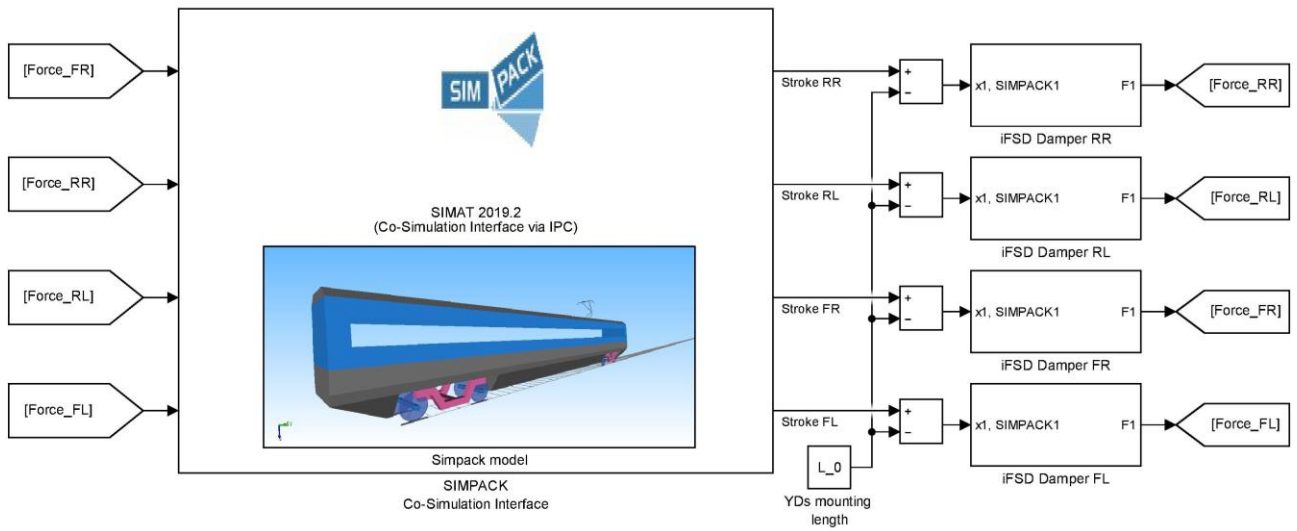 [Force_FR]
[Force_RR]
[Force_RL]
[Force_FL]
SIM
PACK
SIMAT 2019.2
(Co-Simulation Interface via IPC)
Simpack model
SIMPACK
Co-Simulation Interface
Stroke RR
Stroke RL
Stroke FR
Stroke FL
L_0
YDs mounting
length
x1, SIMPACK1 F1
iFSD Damper RR
[Force_RR]
x1, SIMPACK1 F1
iFSD Damper RL
[Force_RL]
x1, SIMPACK1 F1
iFSD Damper FR
[Force_FR]
x1, SIMPACK1 F1
iFSD Damper FL
[Force_FL]